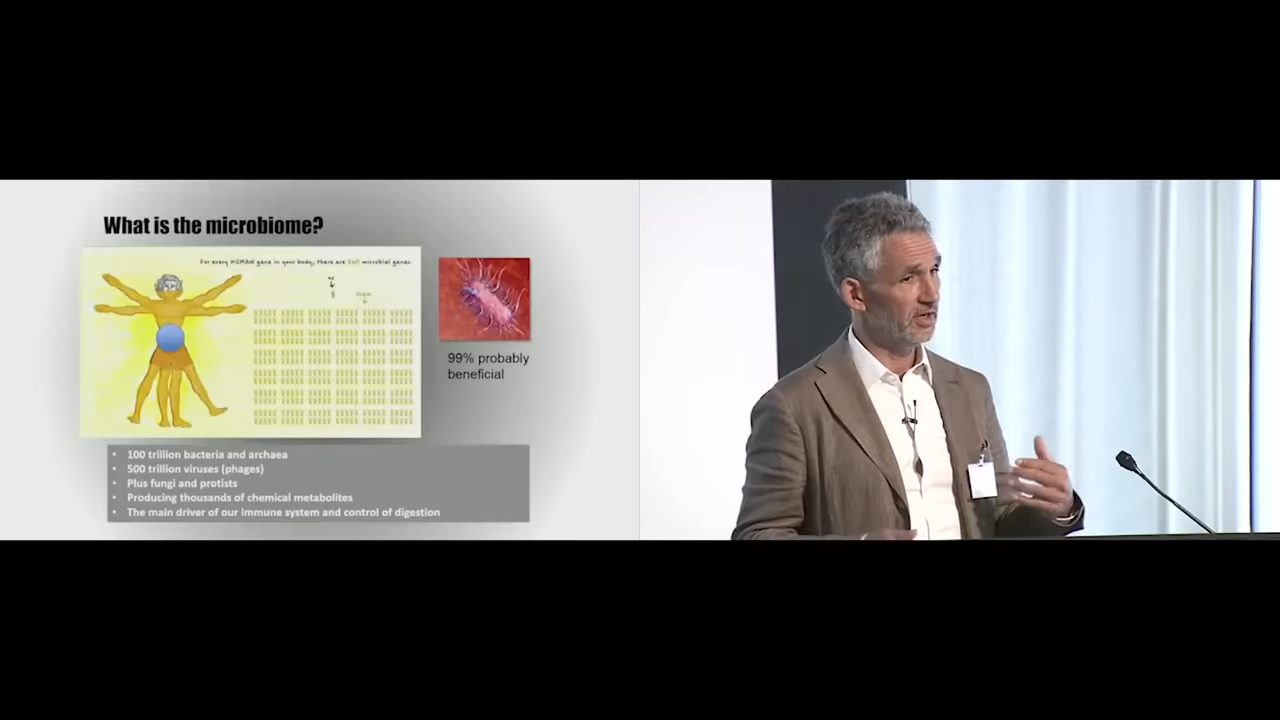 What is the microbiome?
For every HUMAN gene in your body, there are 360 microbial genes.
99% probably
beneficial
• 100 trillion bacteria and archaea
• 500 trillion viruses (phages)
• Plus fungi and protists
• Producing thousands of chemical metabolites
• The main driver of our immune system and control of digestion